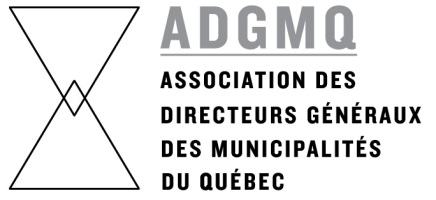 ADGMQ
ASSOCIATION DES
DIRECTEURS GÉNÉRAUX
DES MUNICIPALITÉS
DU QUÉBEC